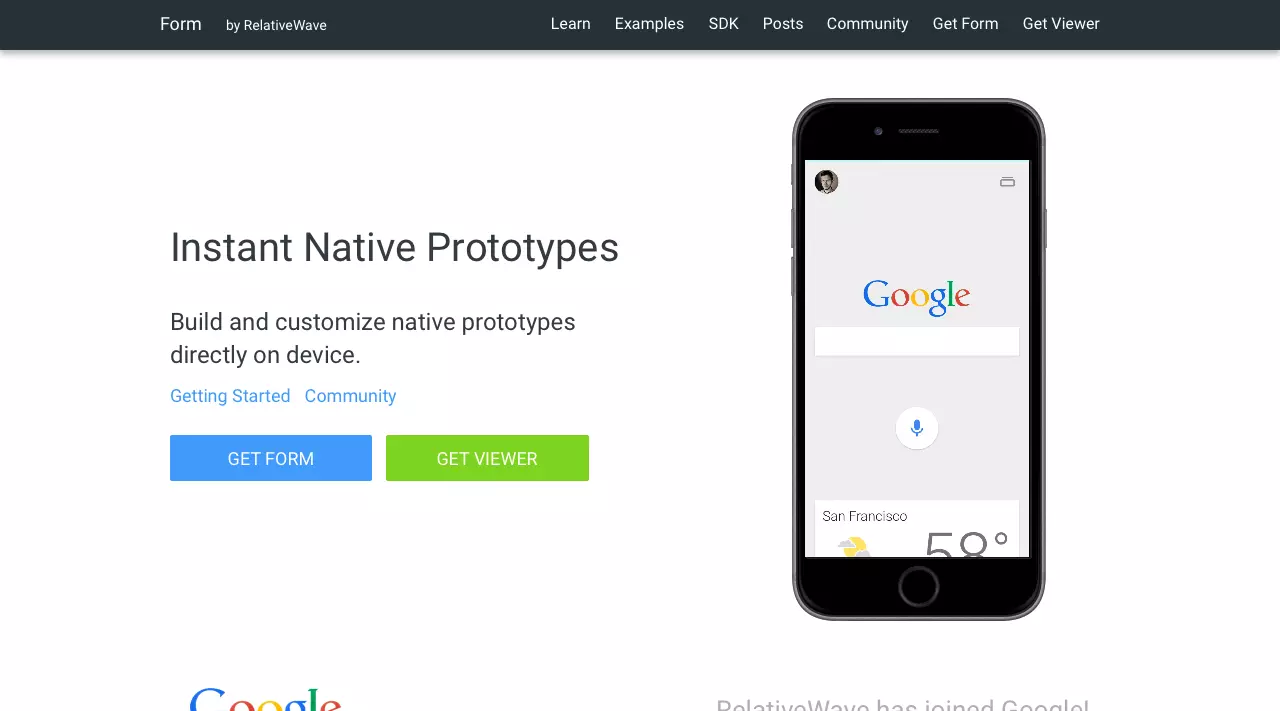 Form by RelativeWave Learn Examples SDK Posts Community Get Form Get Viewer
Instant Native Prototypes
Build and customize native prototypes
directly on device.
Getting Started Community
GET FORM GET VIEWER
Google
San Francisco
58°
Google
RelativeWave has joined Google!